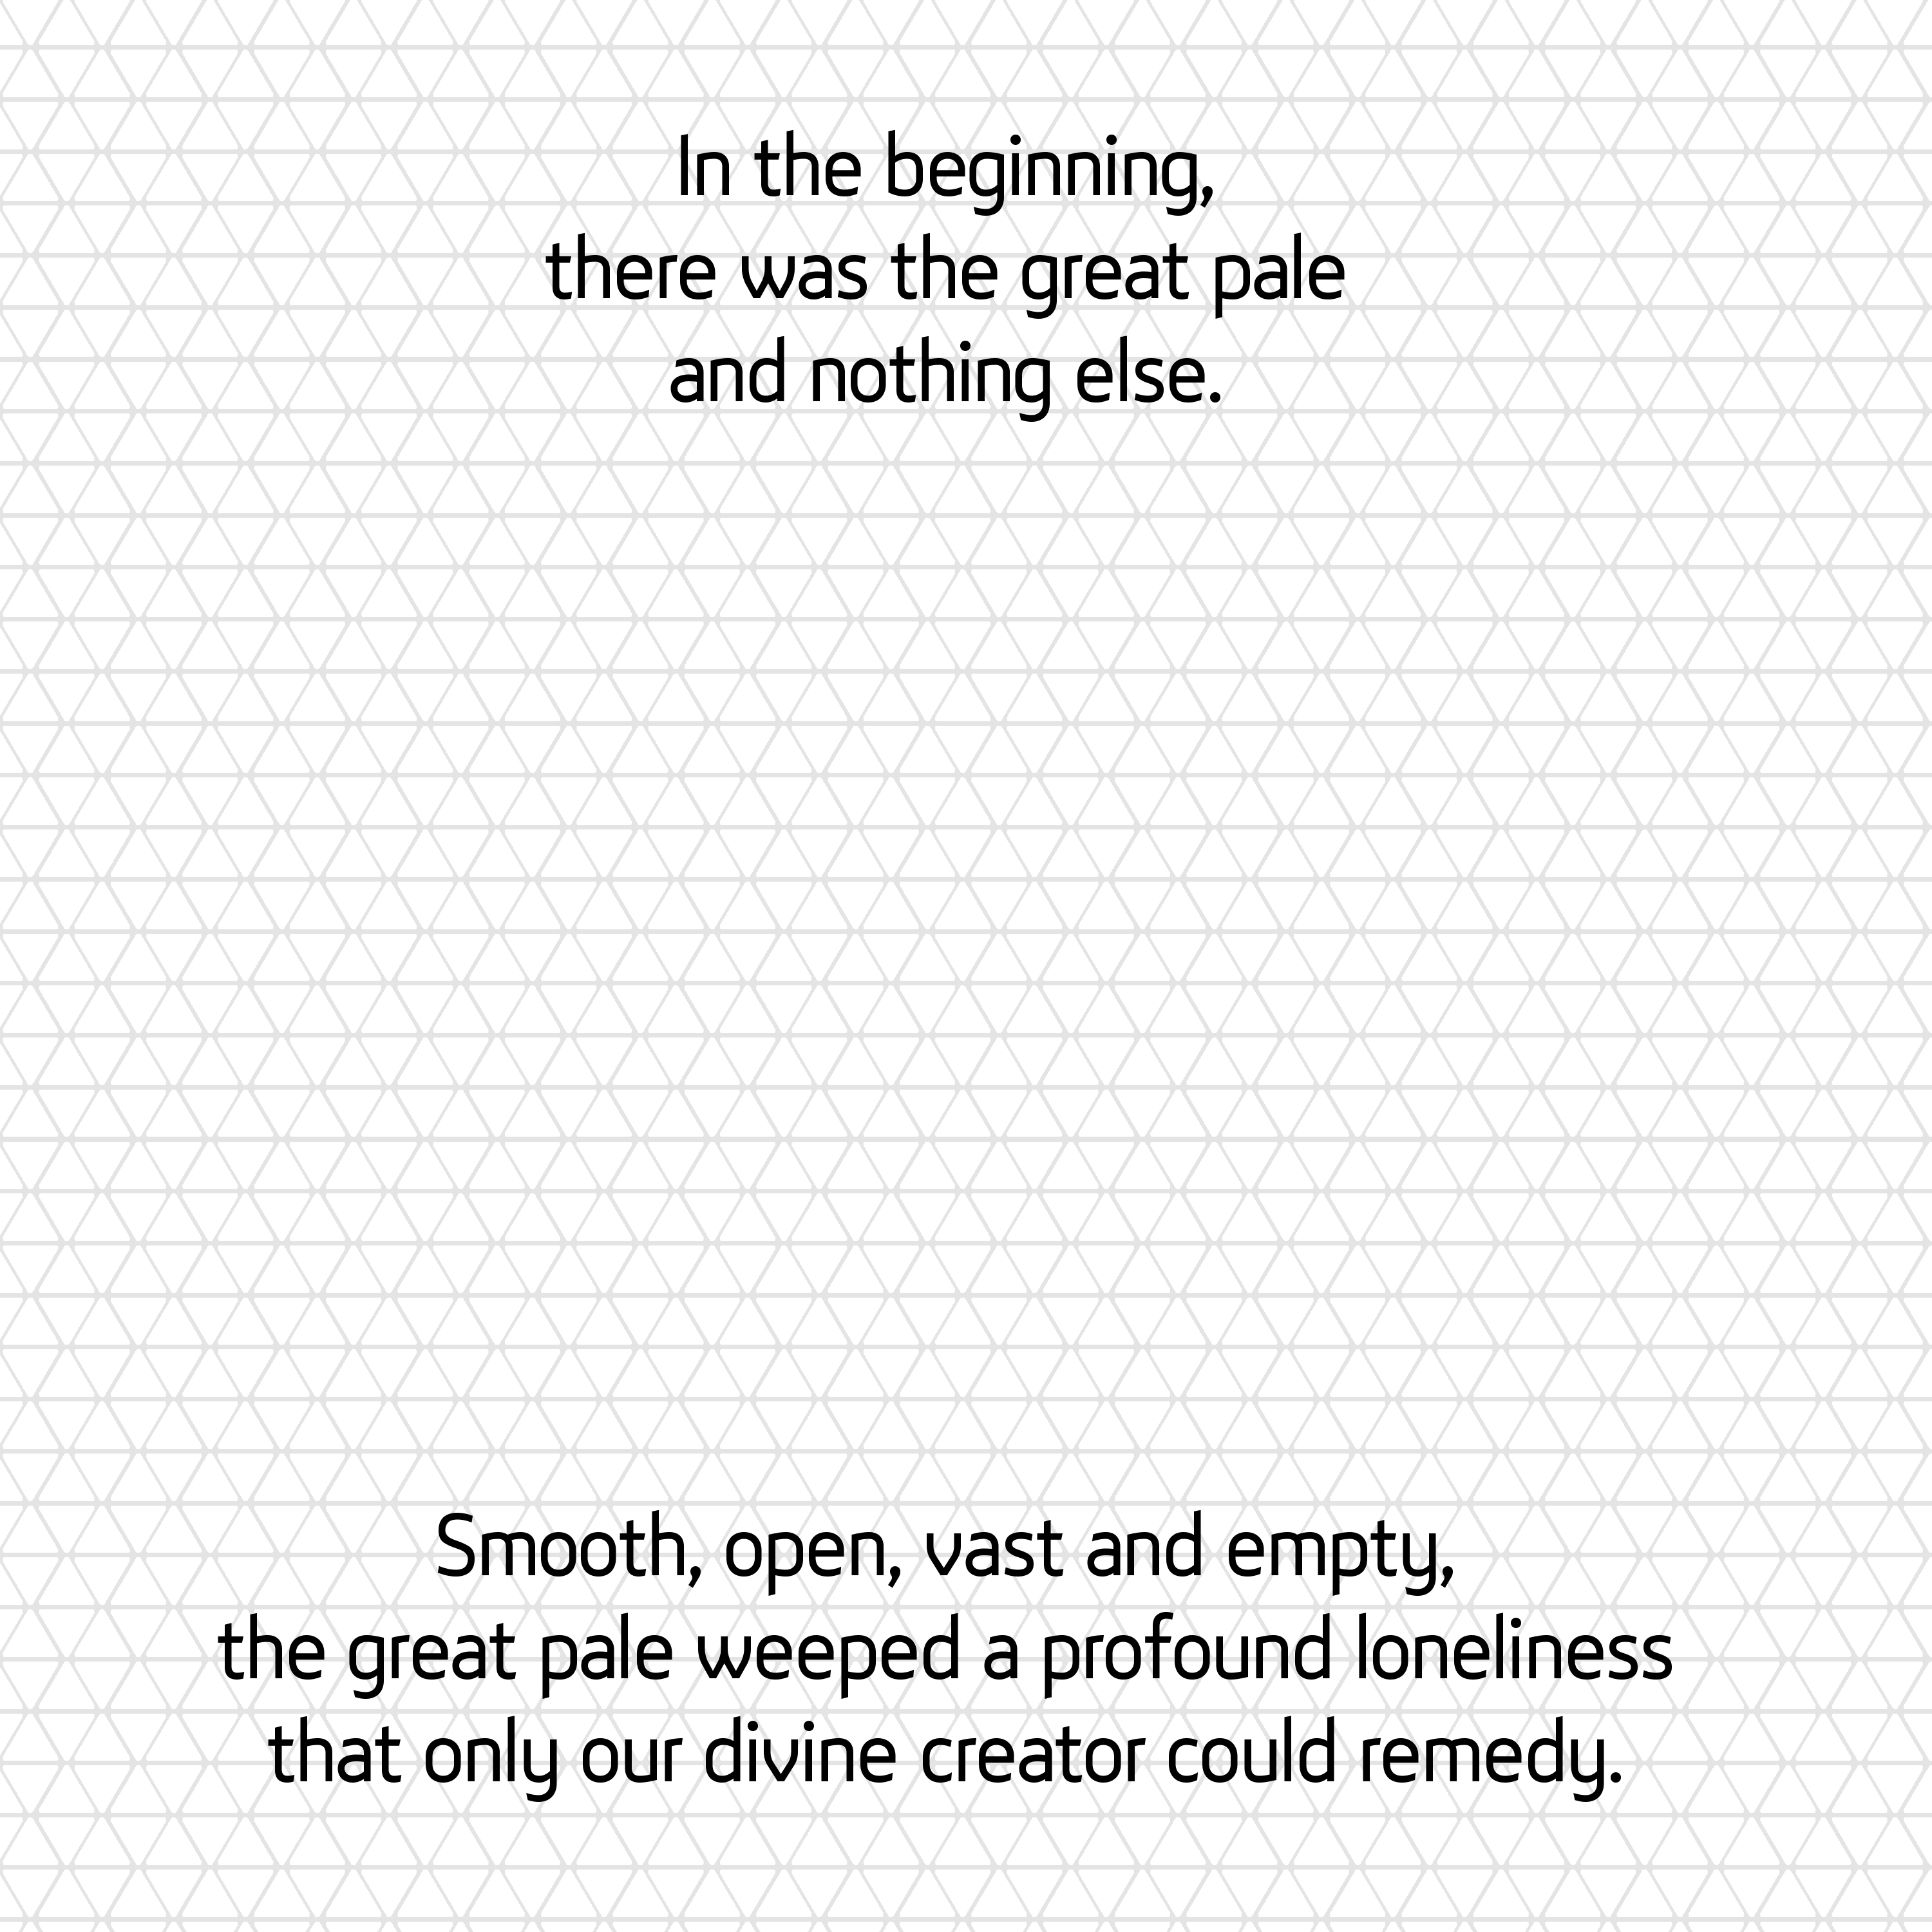 In the beginning,
there was the great pale
and nothing else.
Smooth, open, vast and empty,
the great pale weeped a profound loneliness
that only our divine creator could remedy.